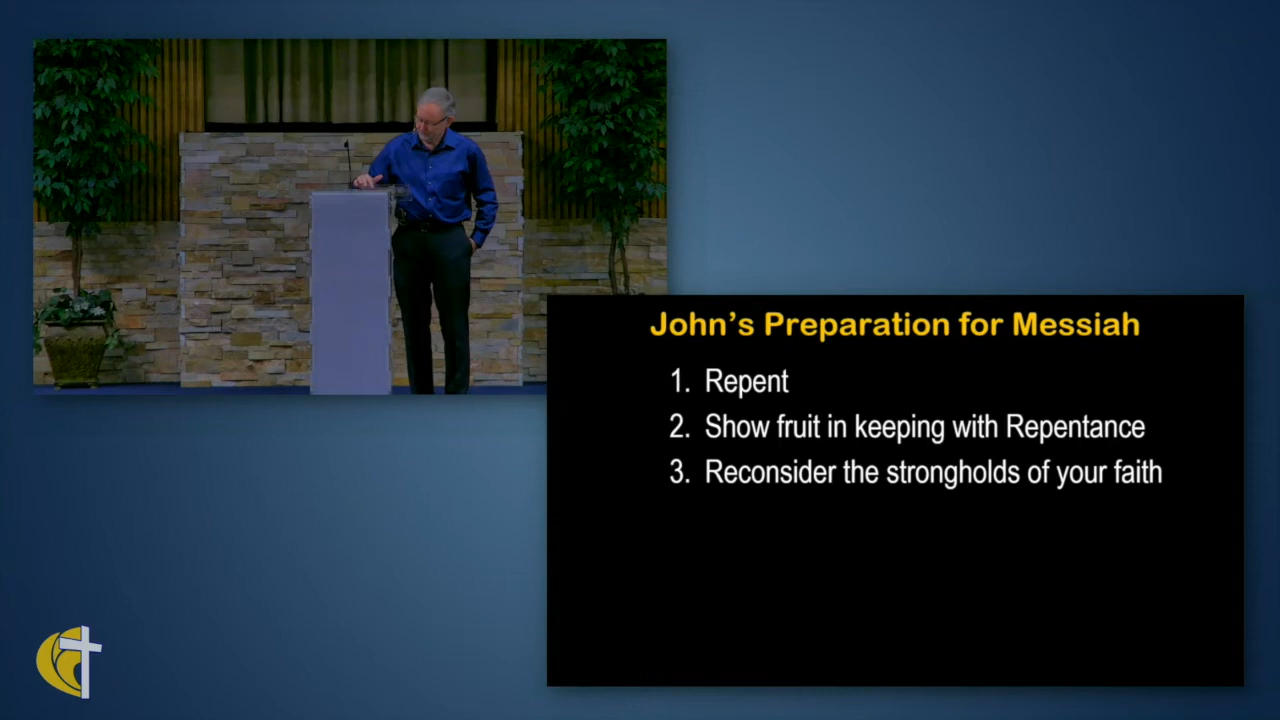 John's Preparation for Messiah
1. Repent
2. Show fruit in keeping with Repentance
3. Reconsider the strongholds of your faith